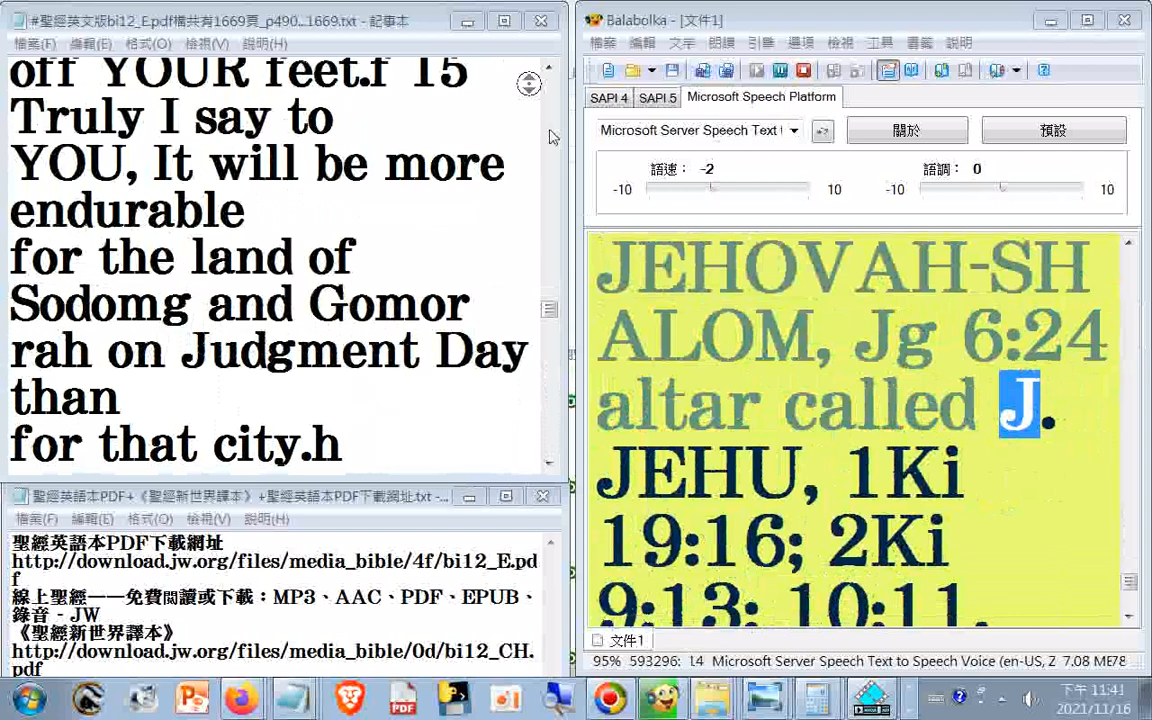 #聖經英文版bi12_E.pdf檔共有1669頁_p490...1669.txt - 記事本
檔案(F) 編輯(E) 格式(O) 檢視(V) 說明(H)
off YOUR feet.f 15
Truly I say to
YOU, It will be more
endurable
for the land of
Sodomg and Gomor
rah on Judgment Day
than
for that city.h
聖經英語本PDF+《聖經新世界譯本》+聖經英語本PDF下載網址.txt -...
檔案(F) 編輯(E) 格式(O) 檢視(V) 說明(H)
聖經英語本PDF下載網址
http://download.jw.org/files/media_bible/4f/bi12_E.pd
f
線上聖經——免費閱讀或下載：MP3、AAC、PDF、EPUB、
錄音 - JW
《聖經新世界譯本》
http://download.jw.org/files/media_bible/0d/bi12_CH.
pdf
Balabolka - [文件1]
檔案 編輯 文字 朗讀 引擎 選項 檢視 工具 書籤 說明
SAPI 4 SAPI 5 Microsoft Speech Platform
Microsoft Server Speech Text 關於 預設
語速： -2 語調： 0
-10 10 -10 10
JEHOVAH-SH
ALOM, Jg 6:24
altar called J.
JEHU, 1Ki
19:16; 2Ki
9:13; 10:11,
文件1
95% 593296: 14 Microsoft Server Speech Text to Speech Voice (en-US, Z 7.08 ME78
PDF
下午 11:41
2021/11/16